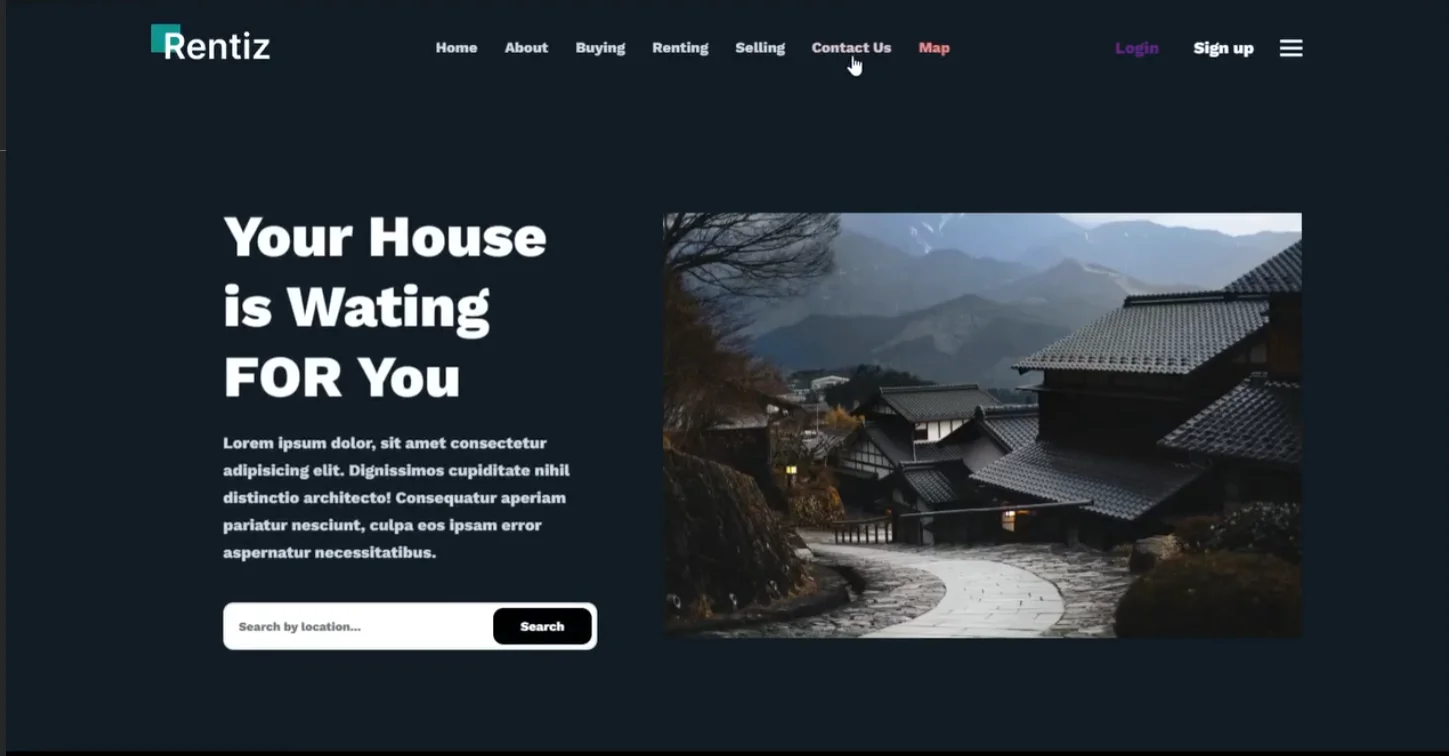 Rentiz
Home About Buying Renting Selling Contact Us Map
Login Sign up
Your House
is Wating
FOR You
Lorem ipsum dolor, sit amet consectetur
adipisicing elit. Dignissimos cupiditate nihil
distinctio architecto! Consequatur aperiam
pariatur nesciunt, culpa eos ipsam error
aspernatur necessitatibus.
Search by location...
Search